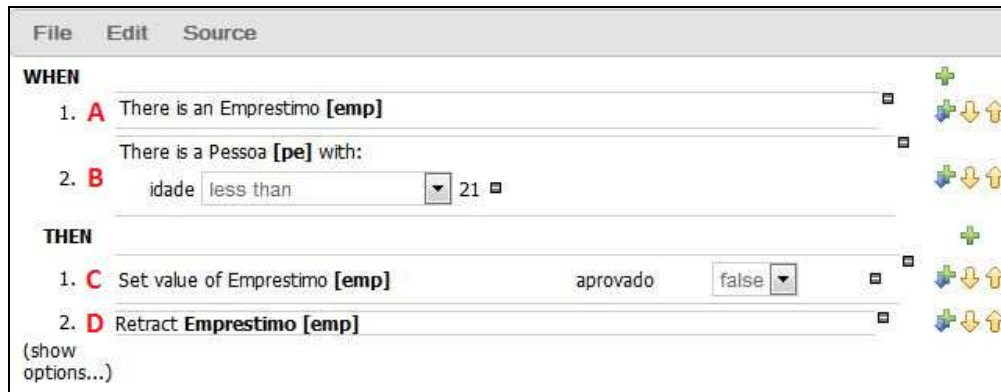 File Edit Source
WHEN
1. A There is an Emprestimo [emp]
2. B There is a Pessoa [pe] with:
idade less than 21
THEN
1. C Set value of Emprestimo [emp] aprovado false
2. D Retract Emprestimo [emp]
(show
options...)